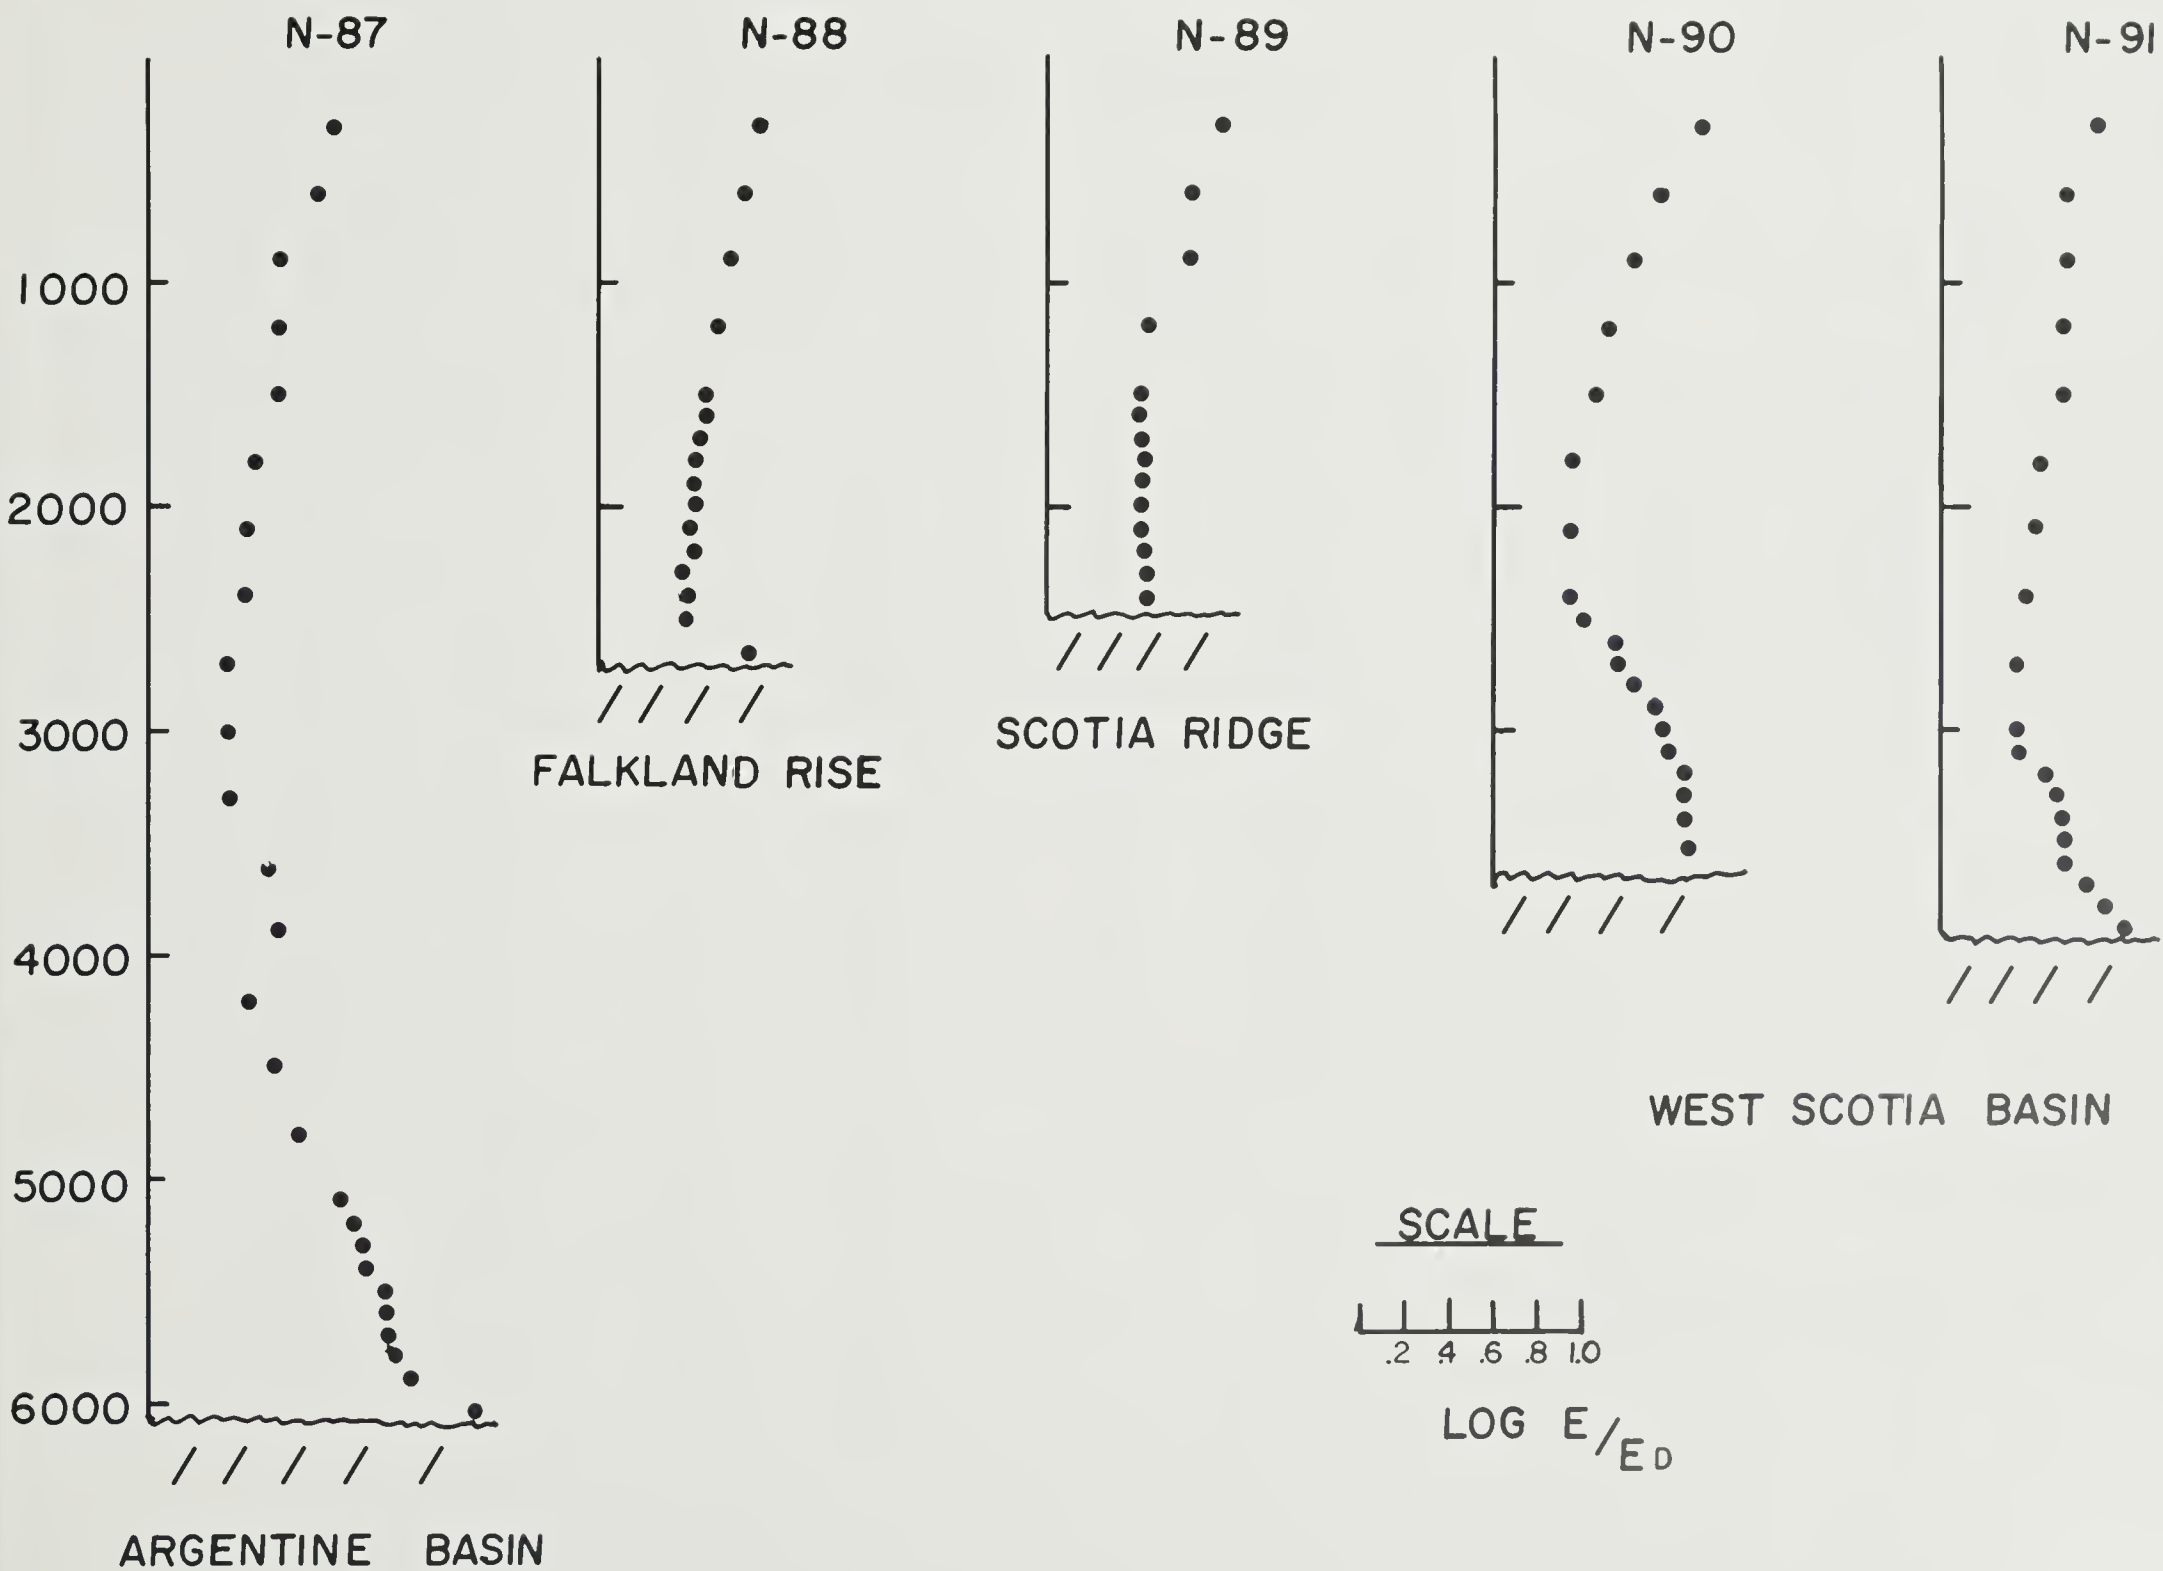 N-87
N-88
N-89
N-90
N-91
1000
2000
3000
4000
5000
6000
FALKLAND RISE
SCOTIA RIDGE
WEST SCOTIA BASIN
SCALE
.2 .4 .6 .8 1.0
LOG E/ED
ARGENTINE BASIN